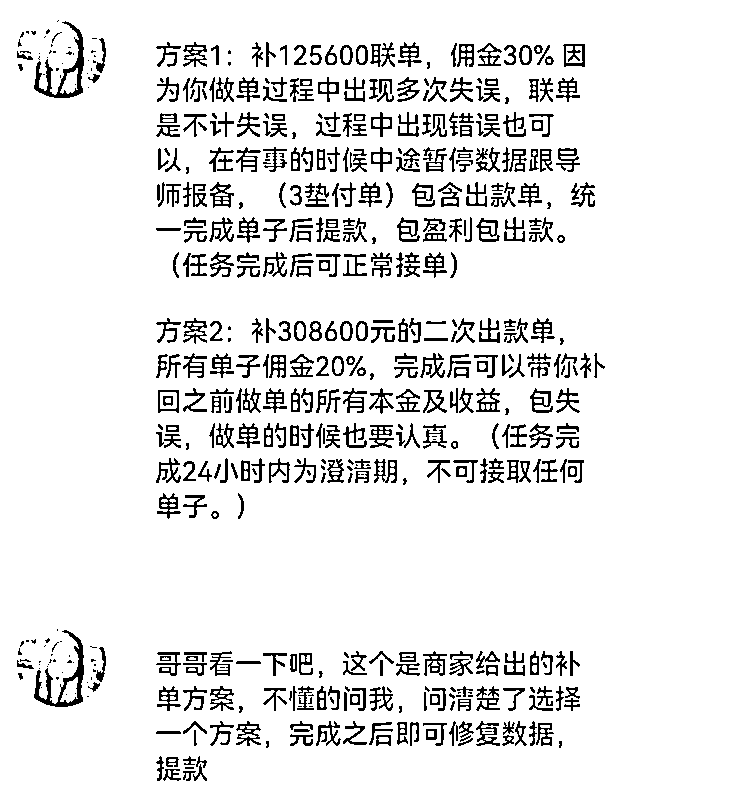 方案1：补125600联单，佣金30% 因
为你做单过程中出现多次失误，联单
是不计失误，过程中出现错误也可
以，在有事的时候中途暂停数据跟导
师报备，（3垫付单）包含出款单，统
一完成单子后提款，包盈利包出款。
（任务完成后可正常接单）
方案2：补308600元的二次出款单，
所有单子佣金20%，完成后可以带你补
回之前做单的所有本金及收益，包失
误，做单的时候也要认真。（任务完
成24小时内为澄清期，不可接取任何
单子。）
哥哥看一下吧，这个是商家给出的补
单方案，不懂的问我，问清楚了选择
一个方案，完成之后即可修复数据，
提款